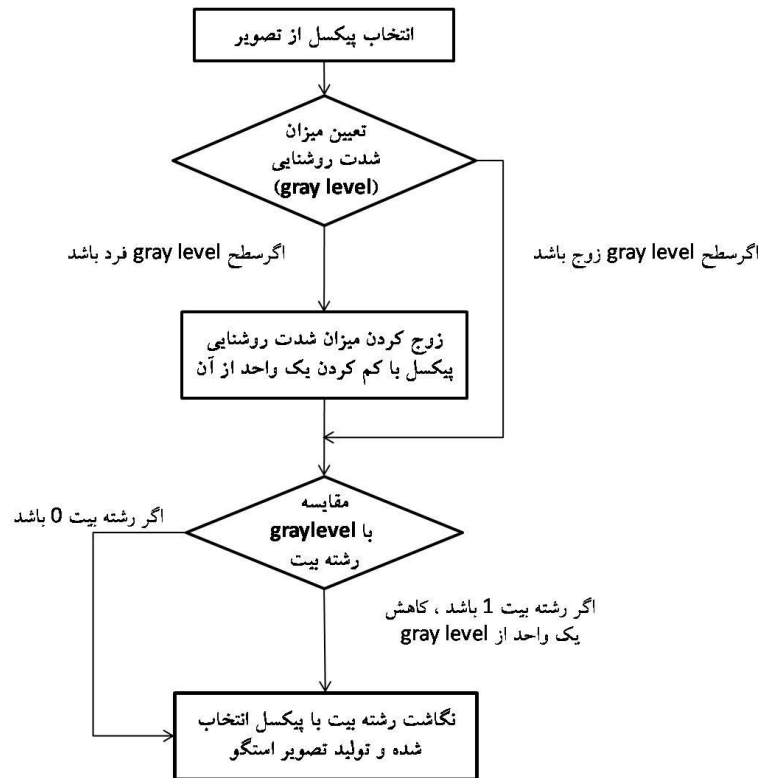 انتخاب پیکسل از تصویر
تعیین میزان
شدت روشنایی
(gray level)
اگرسطح gray level فرد باشد
اگرسطح gray level زوج باشد
زوج کردن میزان شدت روشنایی
پیکسل با کم کردن یک واحد از آن
مقایسه
graylevel با
رشته بیت
اگر رشته بیت 0 باشد
اگر رشته بیت 1 باشد ، کاهش
یک واحد از gray level
نگاشت رشته بیت با پیکسل انتخاب
شده و تولید تصویر استگو